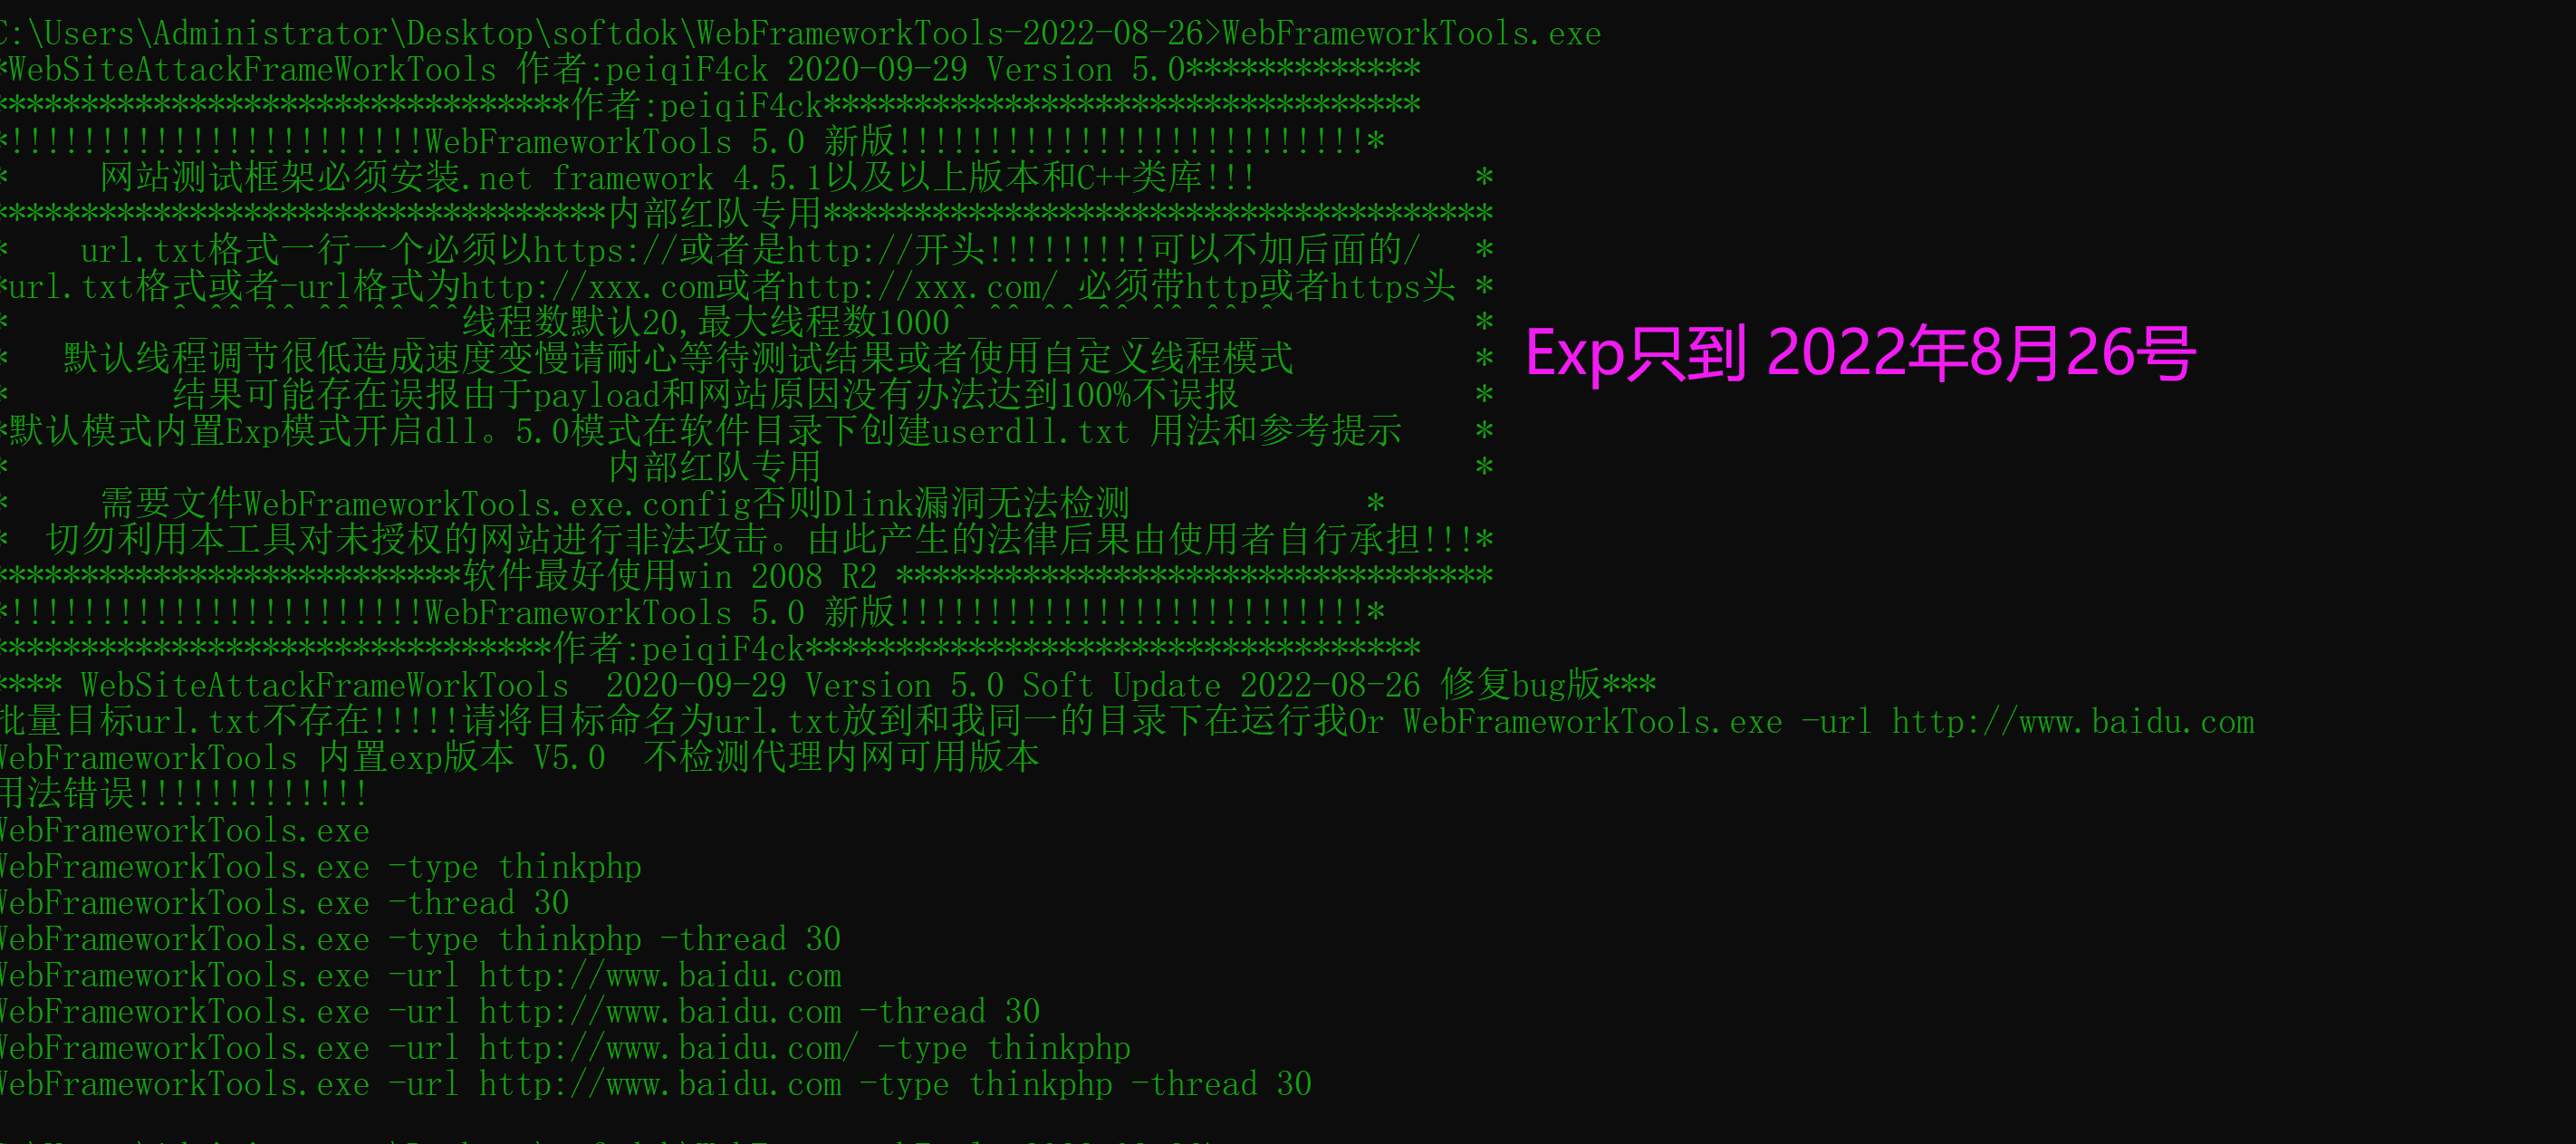 C:\Users\Administrator\Desktop\softdok\WebFrameworkTools-2022-08-26>WebFrameworkTools.exe
*WebSiteAttackFrameWorkTools 作者:peiqiF4ck 2020-09-29 Version 5.0*************
********************************作者:peiqiF4ck*********************************
*!!!!!!!!!!!!!!!!!!!!!!!WebFrameworkTools 5.0 新版!!!!!!!!!!!!!!!!!!!!!!!!!!*
* 网站测试框架必须安装.net framework 4.5.1以及以上版本和C++类库!!! *
**********************************内部红队专用*************************************
* url.txt格式一行一个必须以https://或者是http://开头!!!!!!!!!可以不加后面的/ *
*url.txt格式或者-url格式为http://xxx.com或者http://xxx.com/ 必须带http或者https头 *
* ^_^^_^^_^^_^^_^^线程数默认20,最大线程数1000^_^^_^^_^^_^^_^^_^ *
* 默认线程调节很低造成速度变慢请耐心等待测试结果或者使用自定义线程模式 *
Exp只到 2022年8月26号
* 结果可能存在误报由于payload和网站原因没有办法达到100%不误报 *
*默认模式内置Exp模式开启dll。5.0模式在软件目录下创建userdll.txt 用法和参考提示 *
* 内部红队专用 *
* 需要文件WebFrameworkTools.exe.config否则Dlink漏洞无法检测 *
* 切勿利用本工具对未授权的网站进行非法攻击。由此产生的法律后果由使用者自行承担!!!*
**************************软件最好使用win 2008 R2 *********************************
*!!!!!!!!!!!!!!!!!!!!!!!WebFrameworkTools 5.0 新版!!!!!!!!!!!!!!!!!!!!!!!!!!*
*******************************作者:peiqiF4ck**********************************
**** WebSiteAttackFrameWorkTools  2020-09-29 Version 5.0 Soft Update 2022-08-26 修复bug版***
批量目标url.txt不存在!!!!!请将目标命名为url.txt放到和我同一的目录下在运行我Or WebFrameworkTools.exe -url http://www.baidu.com
WebFrameworkTools 内置exp版本 V5.0  不检测代理内网可用版本
用法错误!!!!!!!!!!!!!
WebFrameworkTools.exe
WebFrameworkTools.exe -type thinkphp
WebFrameworkTools.exe -thread 30
WebFrameworkTools.exe -type thinkphp -thread 30
WebFrameworkTools.exe -url http://www.baidu.com
WebFrameworkTools.exe -url http://www.baidu.com -thread 30
WebFrameworkTools.exe -url http://www.baidu.com/ -type thinkphp
WebFrameworkTools.exe -url http://www.baidu.com -type thinkphp -thread 30